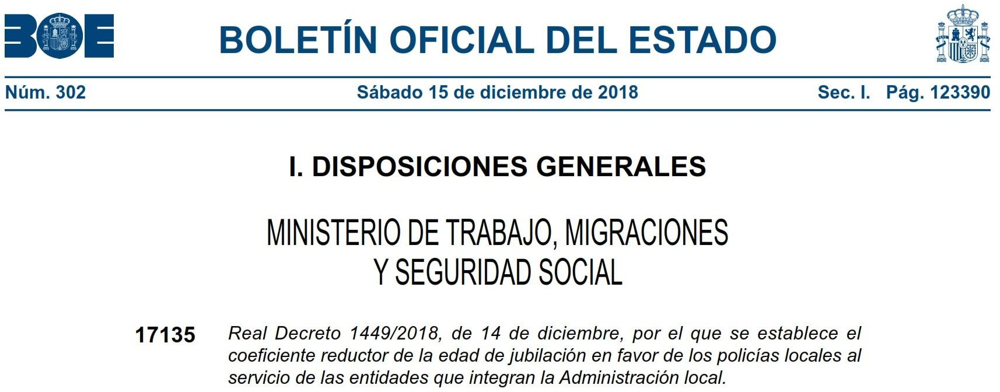 BOE
BOLETÍN OFICIAL DEL ESTADO
Núm. 302 Sábado 15 de diciembre de 2018 Sec. I. Pág. 123390
I. DISPOSICIONES GENERALES
MINISTERIO DE TRABAJO, MIGRACIONES
Y SEGURIDAD SOCIAL
17135 Real Decreto 1449/2018, de 14 de diciembre, por el que se establece el
coeficiente reductor de la edad de jubilación en favor de los policías locales al
servicio de las entidades que integran la Administración local.